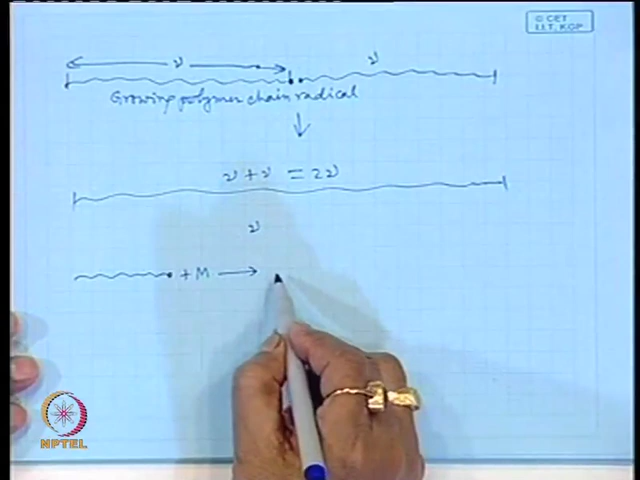 © CET
I.I.T. KGP
ν ν
Growing polymer chain radical
↓
ν + ν = 2ν
ν
+ M →
NPTEL